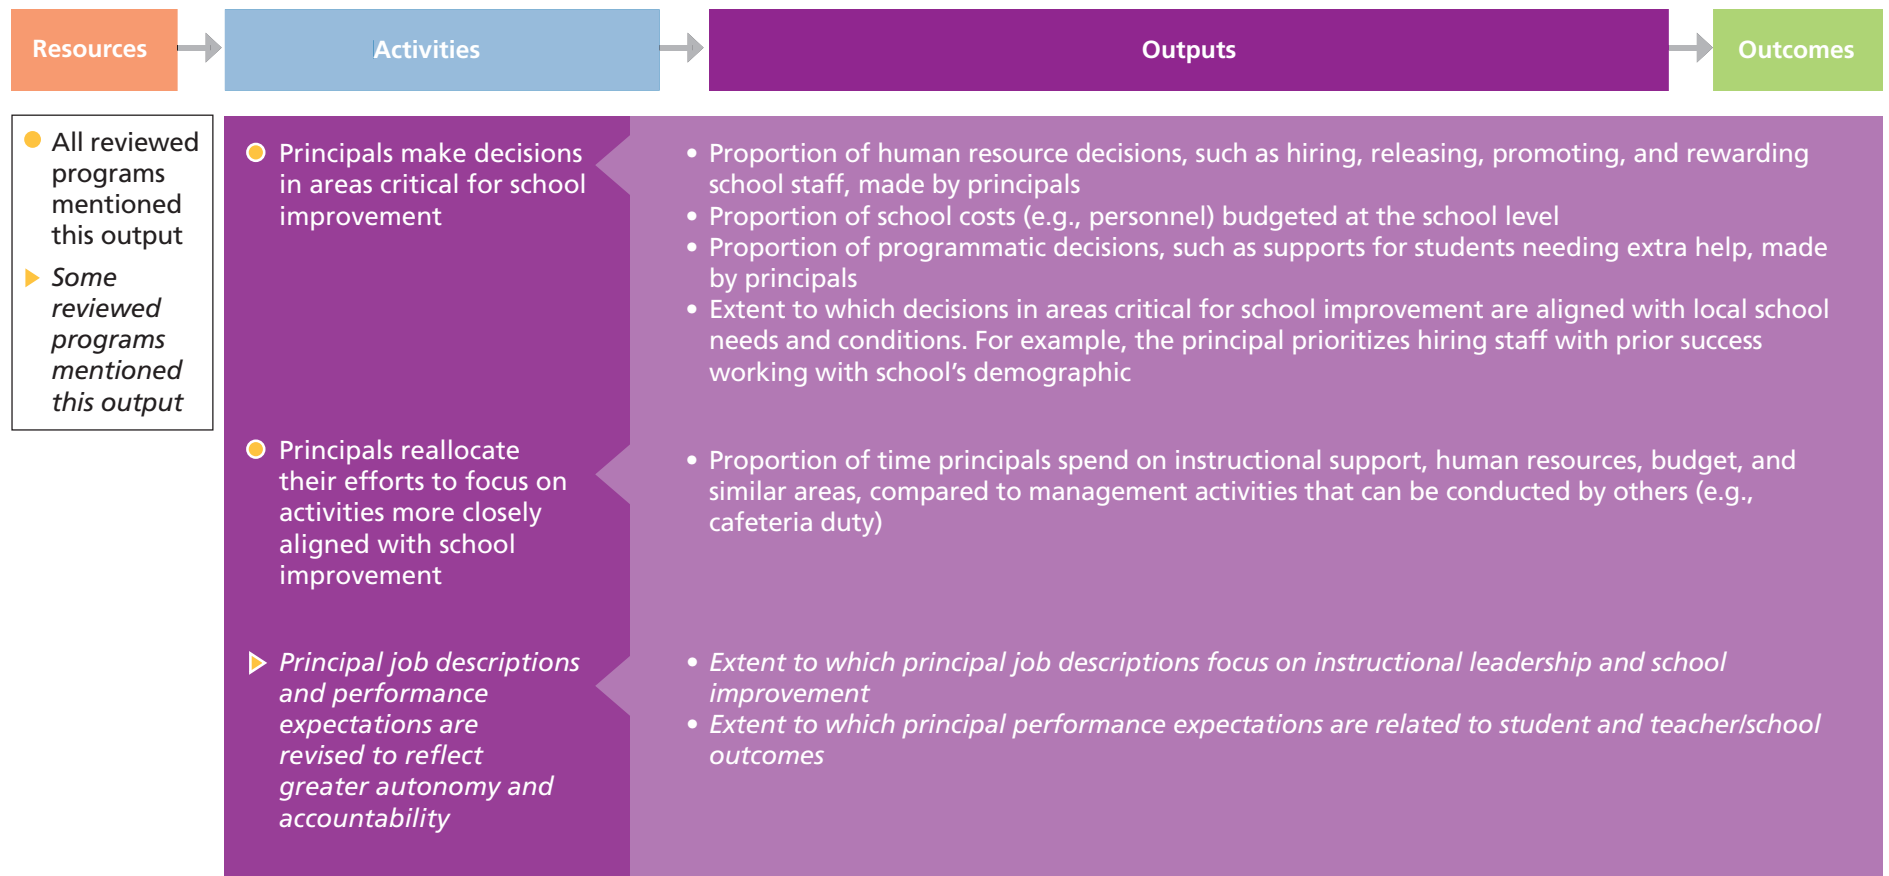 Resources
Activities
Outputs
Outcomes
All reviewed
programs
mentioned
this output
Some
reviewed
programs
mentioned
this output
Principals make decisions
in areas critical for school
improvement
• Proportion of human resource decisions, such as hiring, releasing, promoting, and rewarding
school staff, made by principals
• Proportion of school costs (e.g., personnel) budgeted at the school level
• Proportion of programmatic decisions, such as supports for students needing extra help, made
by principals
• Extent to which decisions in areas critical for school improvement are aligned with local school
needs and conditions. For example, the principal prioritizes hiring staff with prior success
working with school’s demographic
Principals reallocate
their efforts to focus on
activities more closely
aligned with school
improvement
• Proportion of time principals spend on instructional support, human resources, budget, and
similar areas, compared to management activities that can be conducted by others (e.g.,
cafeteria duty)
Principal job descriptions
and performance
expectations are
revised to reflect
greater autonomy and
accountability
• Extent to which principal job descriptions focus on instructional leadership and school
improvement
• Extent to which principal performance expectations are related to student and teacher/school
outcomes